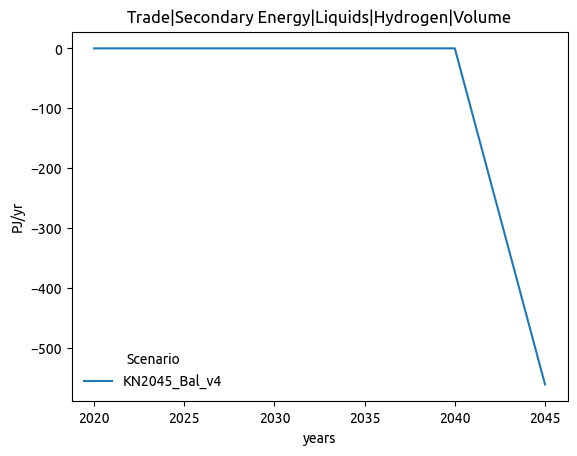 Trade|Secondary Energy|Liquids|Hydrogen|Volume
0
−100
−200
−300
−400
−500
PJ/yr
Scenario
KN2045_Bal_v4
2020 2025 2030 2035 2040 2045
years